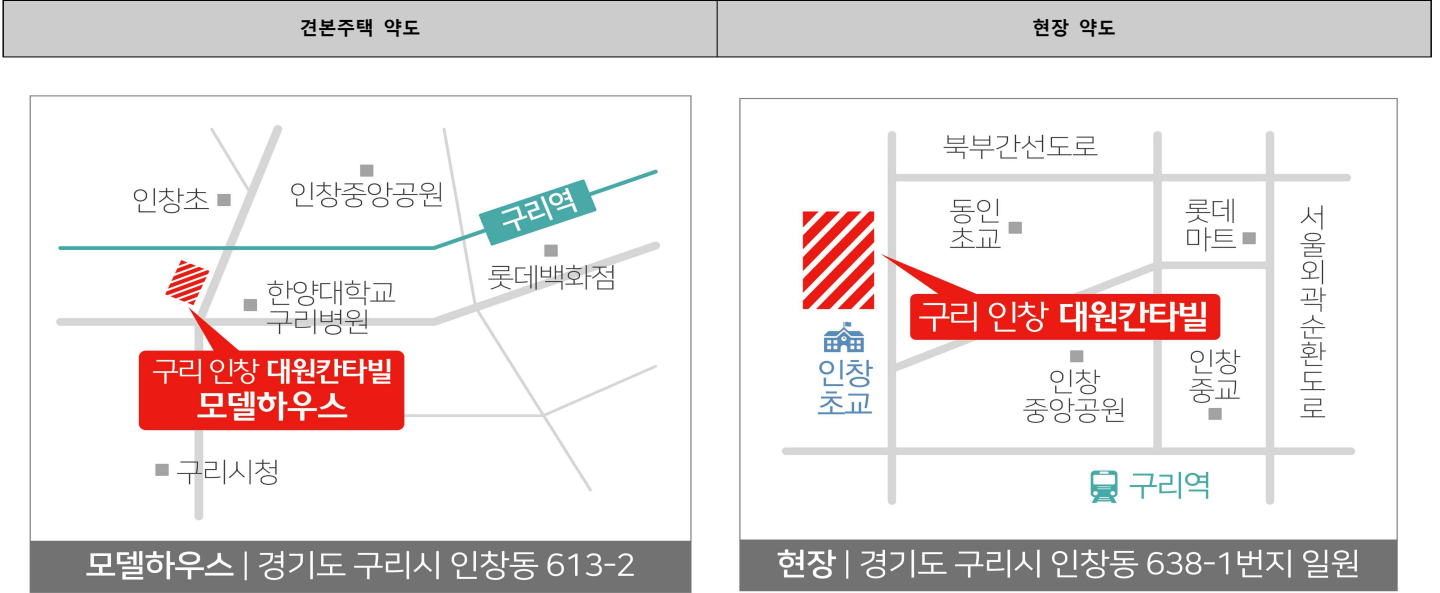 견본주택 약도
현장 약도
인창초
인창중앙공원
구리역
롯데백화점
한양대학교
구리병원
구리 인창 대원칸타빌
모델하우스
구리시청
모델하우스 | 경기도 구리시 인창동 613-2
북부간선도로
동인
초교
롯데
마트
서울외곽순환도로
구리 인창 대원칸타빌
인창
초교
인창
중앙공원
인창
중교
구리역
현장 | 경기도 구리시 인창동 638-1번지 일원